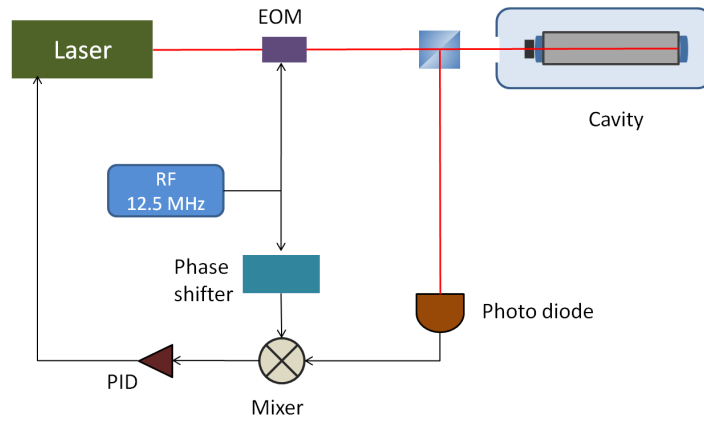 EOM
Laser
Cavity
RF
12.5 MHz
Phase
shifter
Photo diode
PID
Mixer